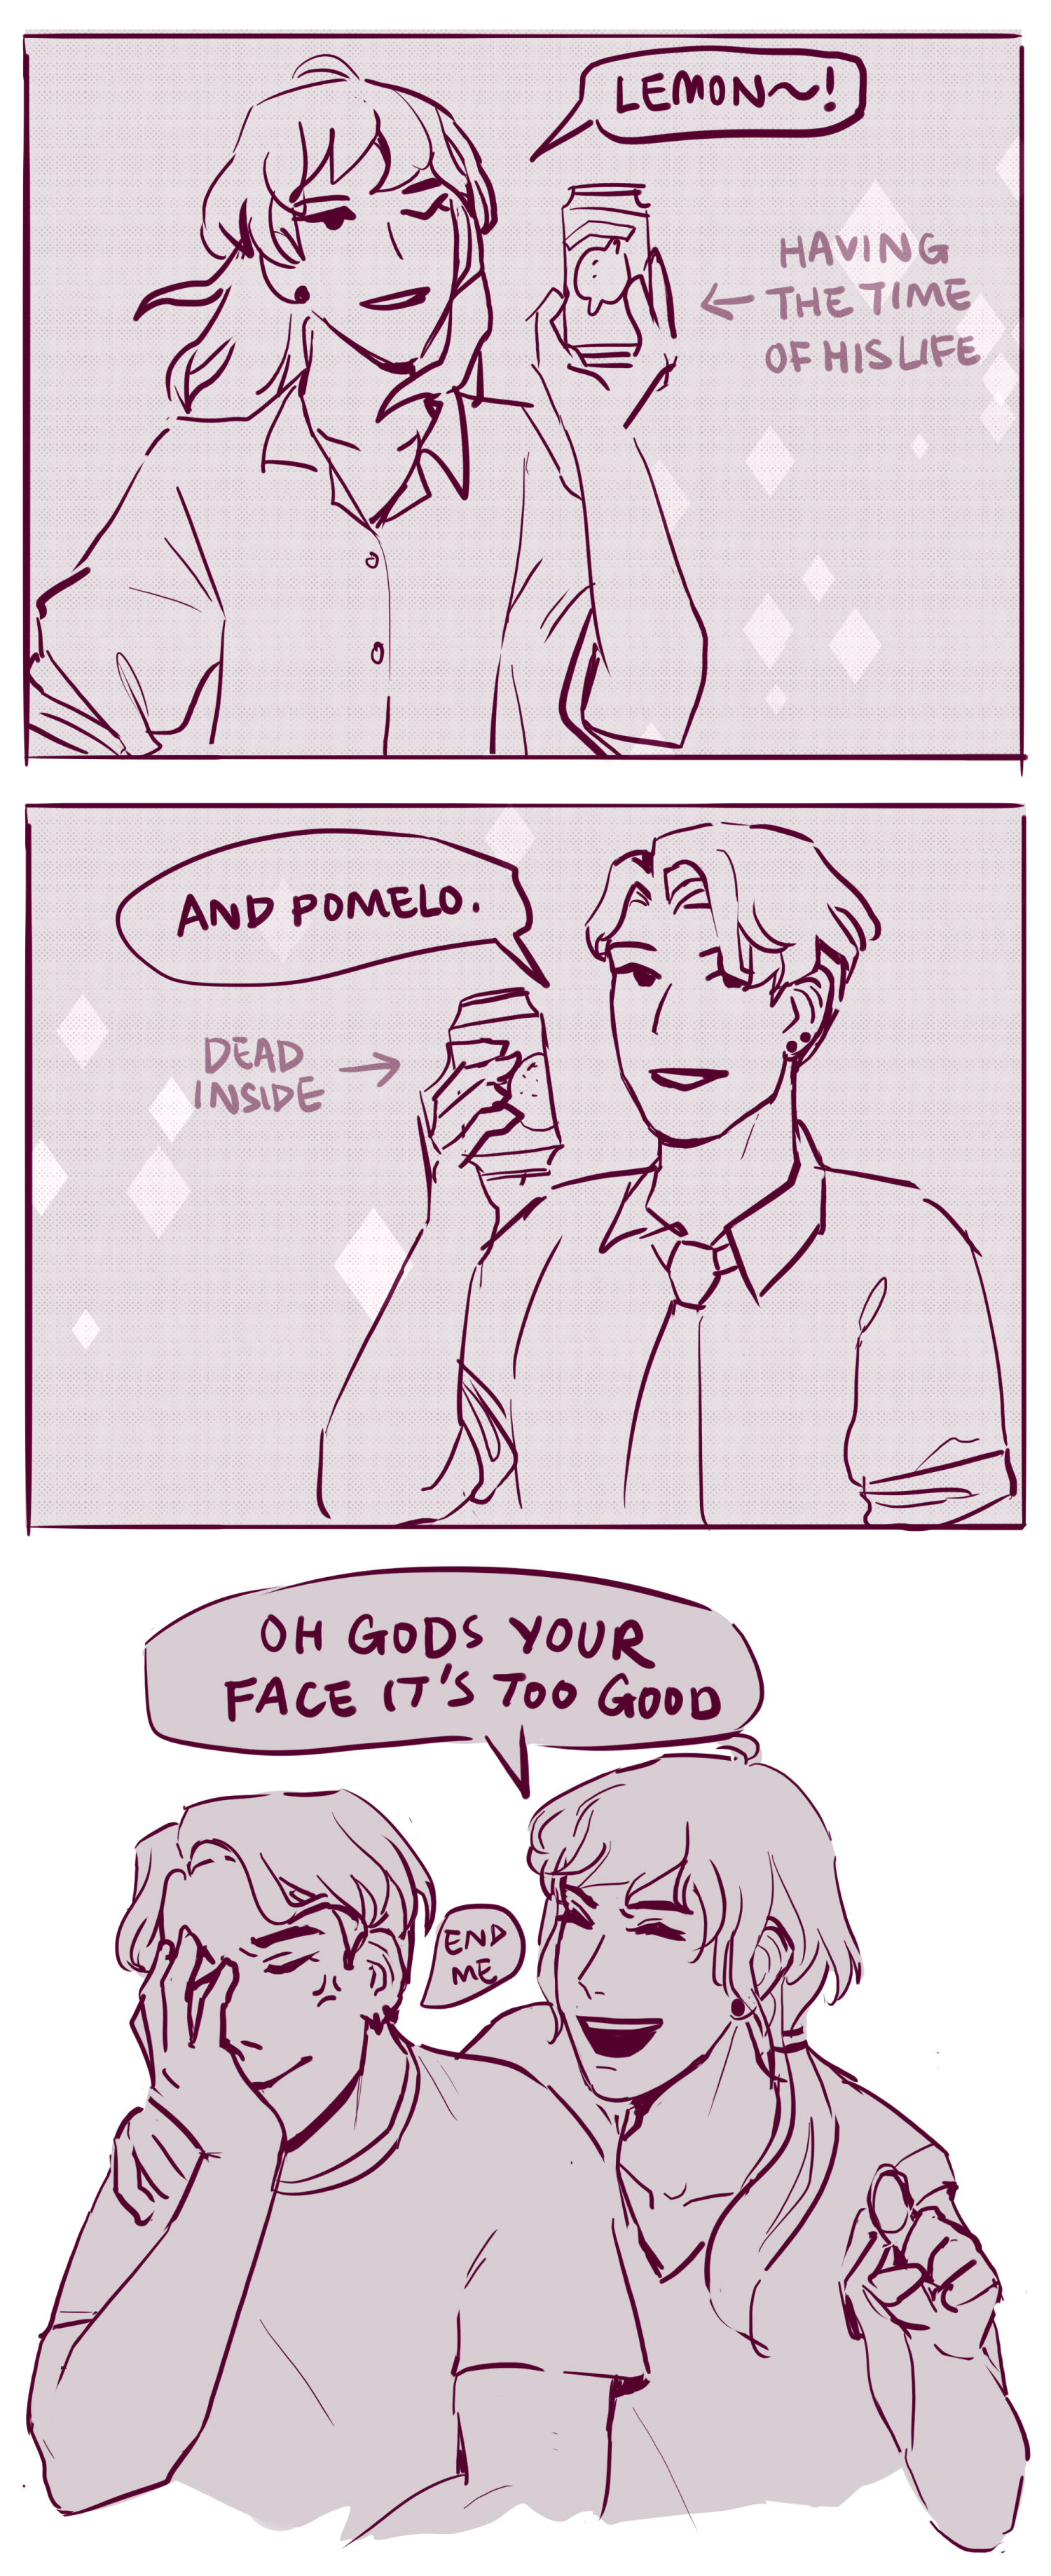 LEMON~!
HAVING
THE TIME
OF HIS LIFE
AND POMELO.
DEAD
INSIDE
OH GODS YOUR
FACE IT'S TOO GOOD
END
ME